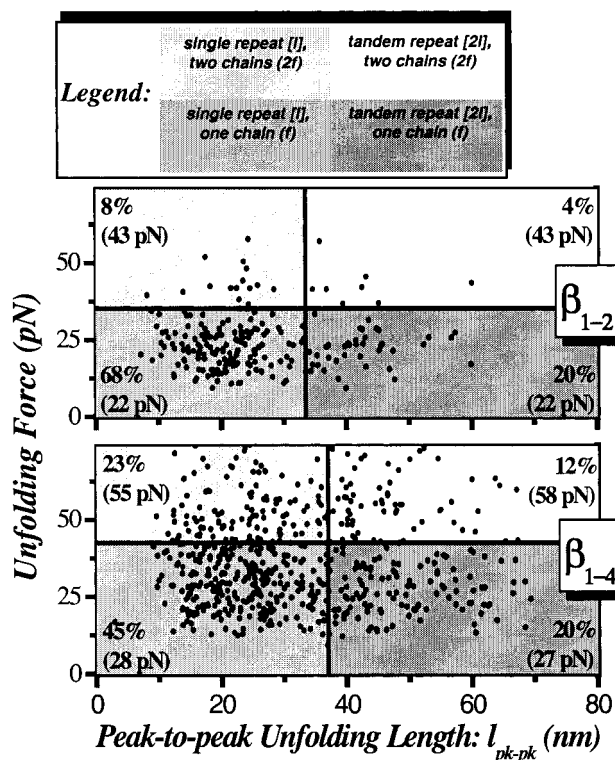 Legend:
single repeat [l],
two chains (2f)
tandem repeat [2l],
two chains (2f)
single repeat [l],
one chain (f)
tandem repeat [2l],
one chain (f)
Unfolding Force (pN)
8%
(43 pN)
4%
(43 pN)
β1–2
50
25
0
68%
(22 pN)
20%
(22 pN)
23%
(55 pN)
12%
(58 pN)
β1–4
50
25
0
45%
(28 pN)
20%
(27 pN)
0 20 40 60 80
Peak-to-peak Unfolding Length: l pk-pk (nm)